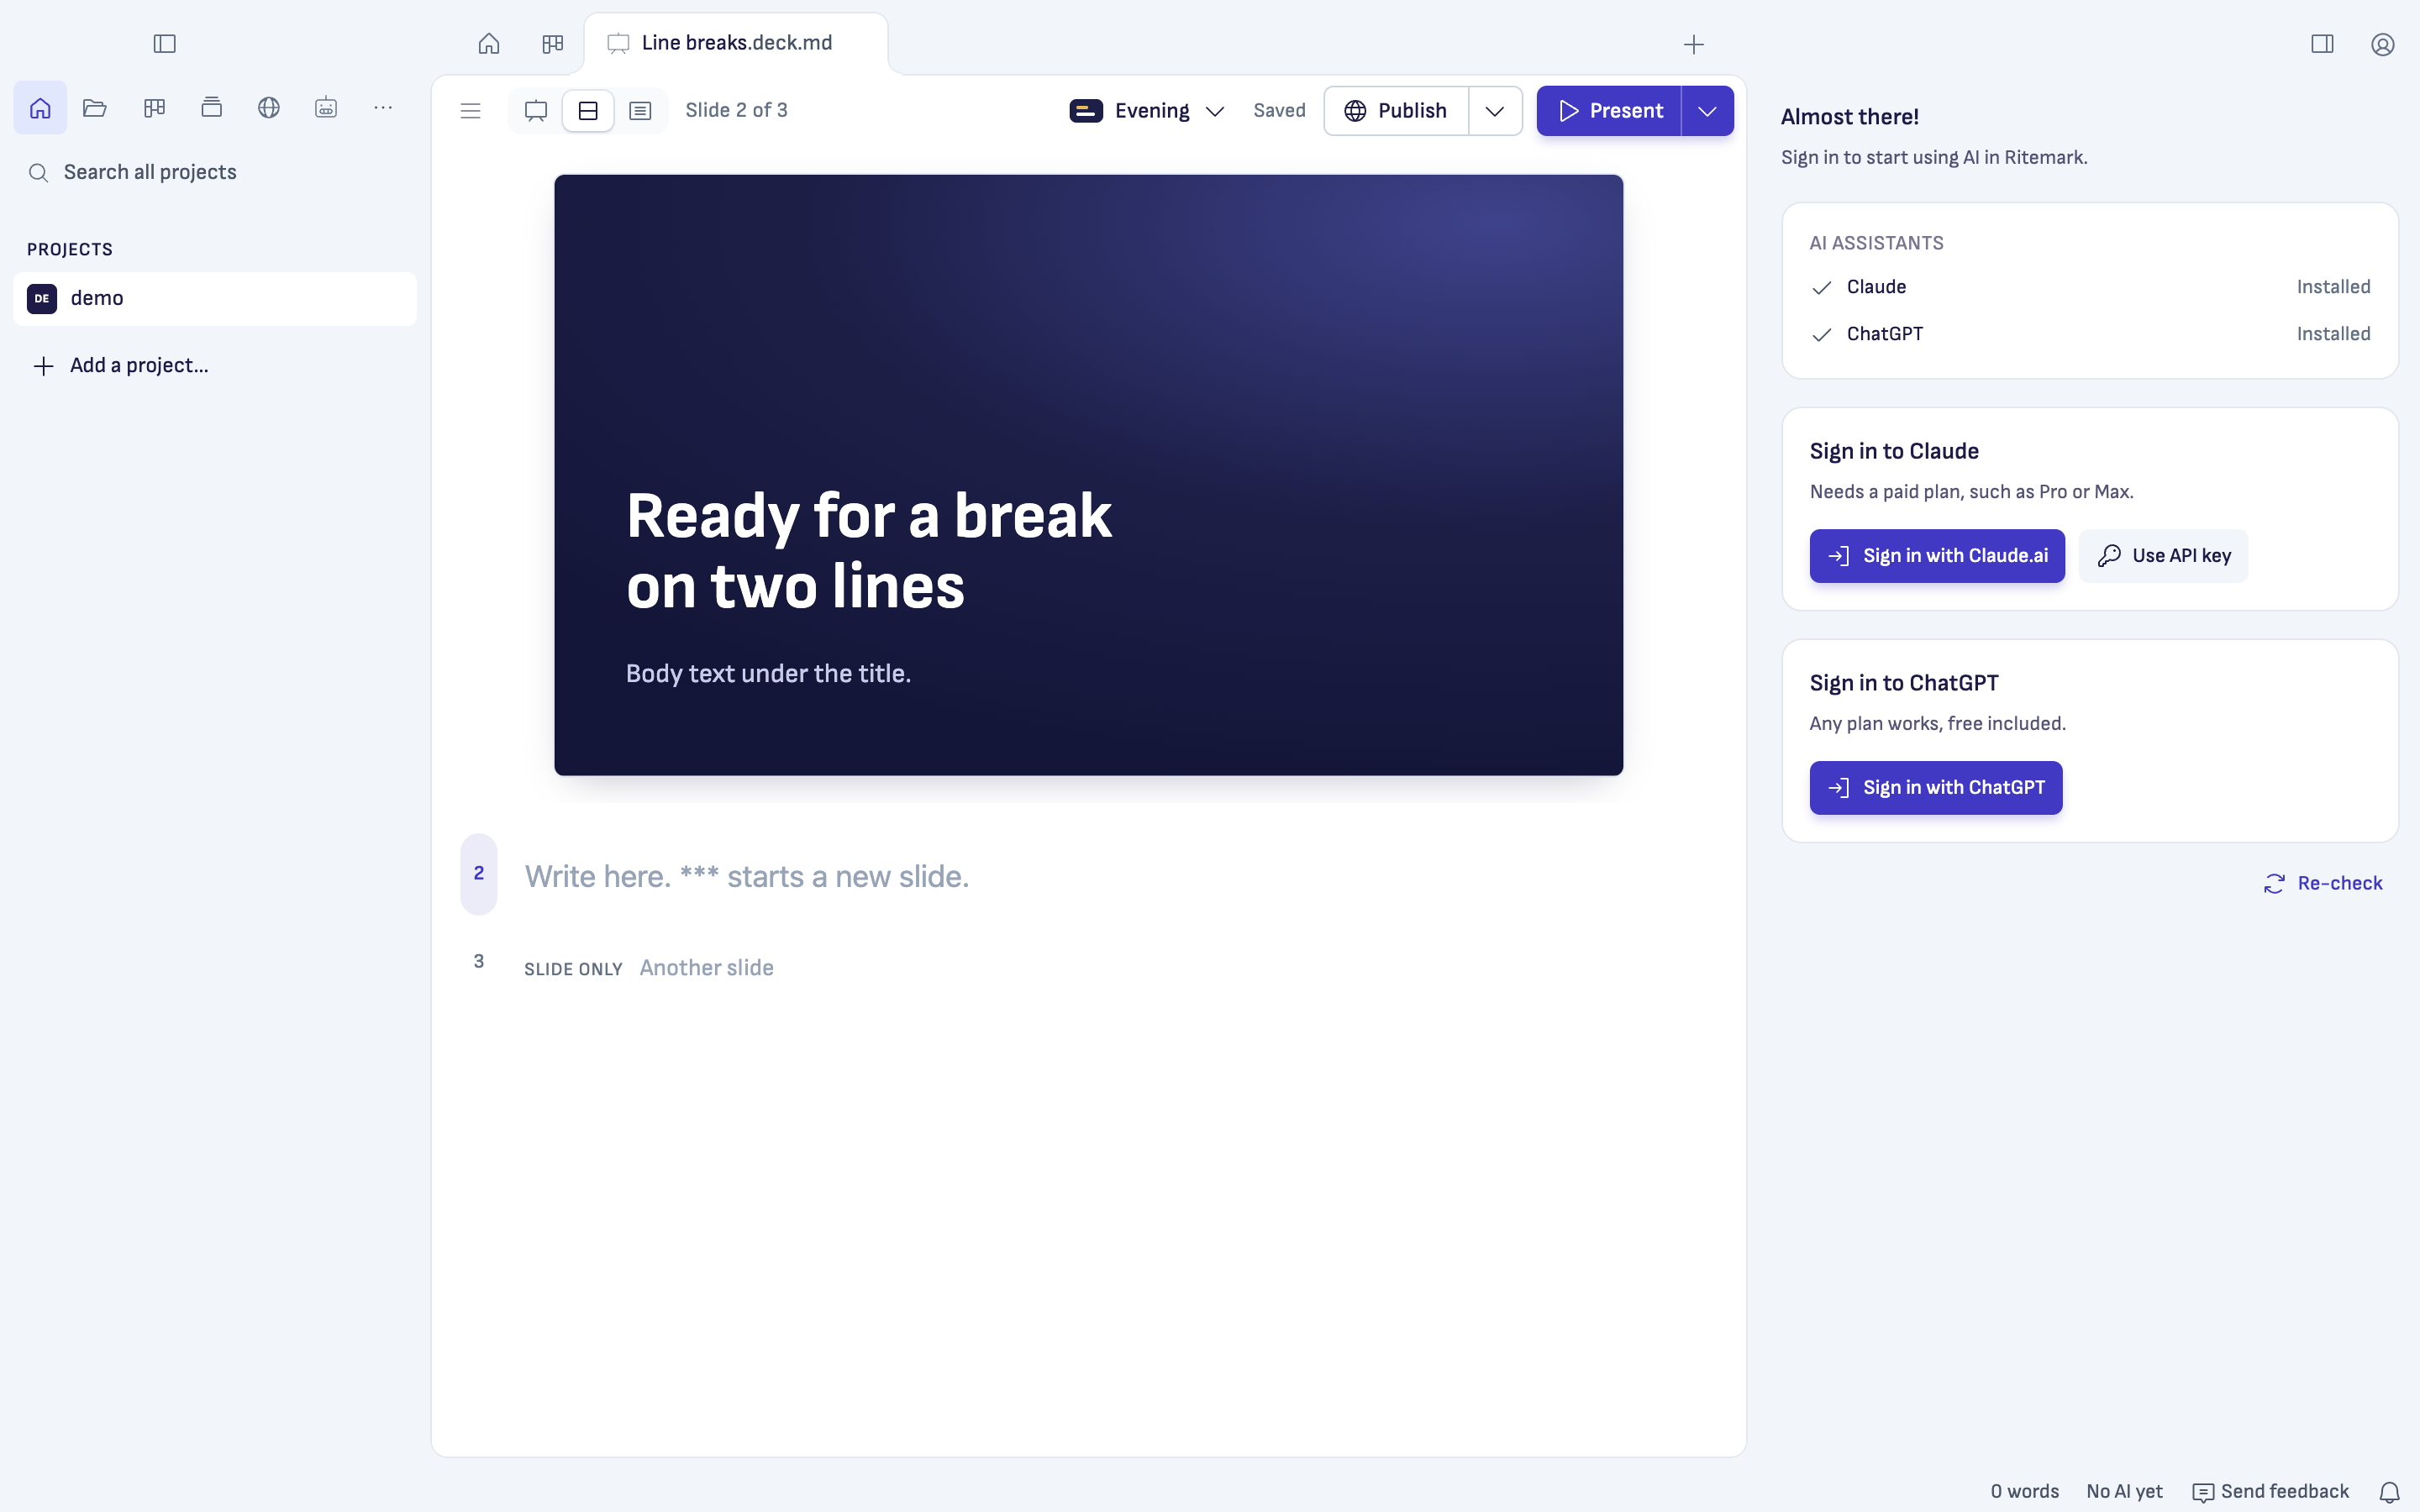 Line breaks.deck.md
Search all projects
PROJECTS
DE demo
Add a project...
Slide 2 of 3
Evening
Saved
Publish
Present
Ready for a break
on two lines
Body text under the title.
2
Write here. *** starts a new slide.
3
SLIDE ONLY Another slide
Almost there!
Sign in to start using AI in Ritemark.
AI ASSISTANTS
Claude Installed
ChatGPT Installed
Sign in to Claude
Needs a paid plan, such as Pro or Max.
Sign in with Claude.ai
Use API key
Sign in to ChatGPT
Any plan works, free included.
Sign in with ChatGPT
Re-check
0 words
No AI yet
Send feedback